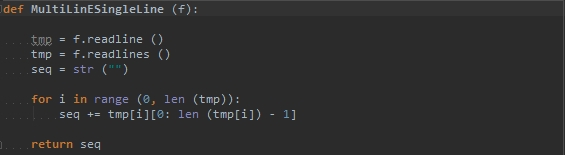 def MultiLinESingleLine (f):
tmp = f.readline ()
tmp = f.readlines ()
seq = str ("")
for i in range (0, len (tmp)):
seq += tmp[i][0: len (tmp[i]) - 1]
return seq